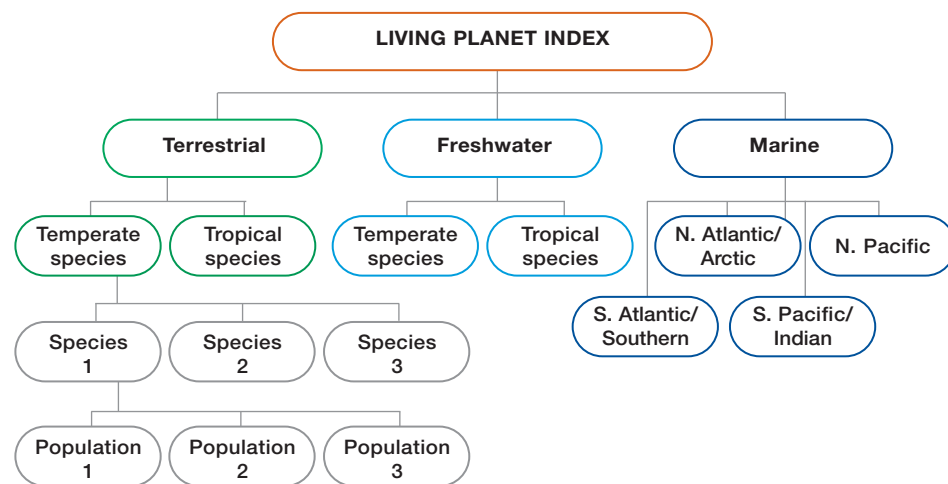 LIVING PLANET INDEX
Terrestrial
Freshwater
Marine
Temperate
species
Tropical
species
Temperate
species
Tropical
species
N. Atlantic/
Arctic
N. Pacific
S. Atlantic/
Southern
S. Pacific/
Indian
Species
1
Species
2
Species
3
Population
1
Population
2
Population
3